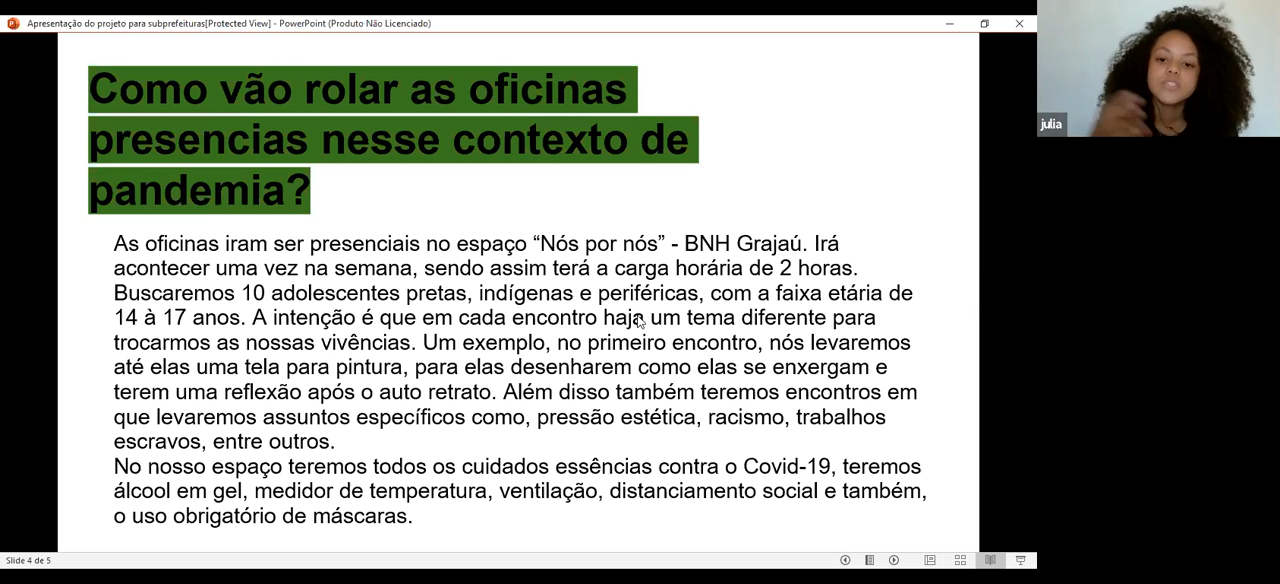 Apresentação do projeto para subprefeituras[Protected View] - PowerPoint (Produto Não Licenciado)
julia
Como vão rolar as oficinas
presencias nesse contexto de
pandemia?
As oficinas iram ser presenciais no espaço “Nós por nós” - BNH Grajaú. Irá
acontecer uma vez na semana, sendo assim terá a carga horária de 2 horas.
Buscaremos 10 adolescentes pretas, indígenas e periféricas, com a faixa etária de
14 à 17 anos. A intenção é que em cada encontro haja um tema diferente para
trocarmos as nossas vivências. Um exemplo, no primeiro encontro, nós levaremos
até elas uma tela para pintura, para elas desenharem como elas se enxergam e
terem uma reflexão após o auto retrato. Além disso também teremos encontros em
que levaremos assuntos específicos como, pressão estética, racismo, trabalhos
escravos, entre outros.
No nosso espaço teremos todos os cuidados essências contra o Covid-19, teremos
álcool em gel, medidor de temperatura, ventilação, distanciamento social e também,
o uso obrigatório de máscaras.
Slide 4 de 5